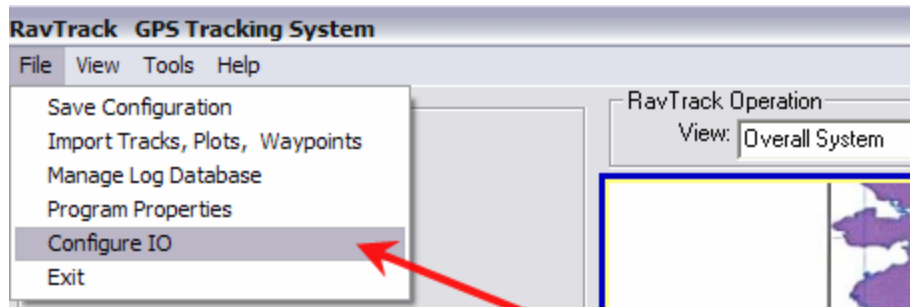 RavTrack GPS Tracking System
File View Tools Help
Save Configuration
Import Tracks, Plots, Waypoints
Manage Log Database
Program Properties
Configure IO
Exit
RavTrack Operation
View: Overall System